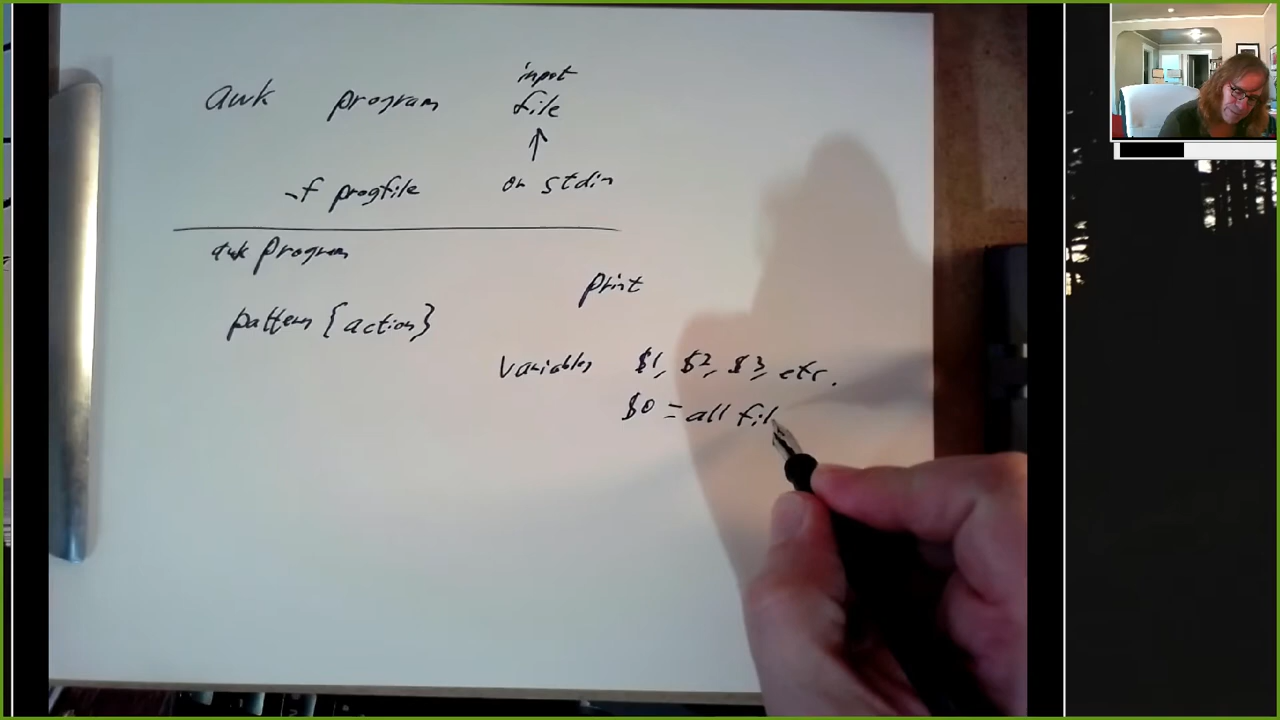 awk program input file
-f progfile or stdin
awk program
print
pattern {action}
variables $1, $2, $3, etc.
$0 = all fil